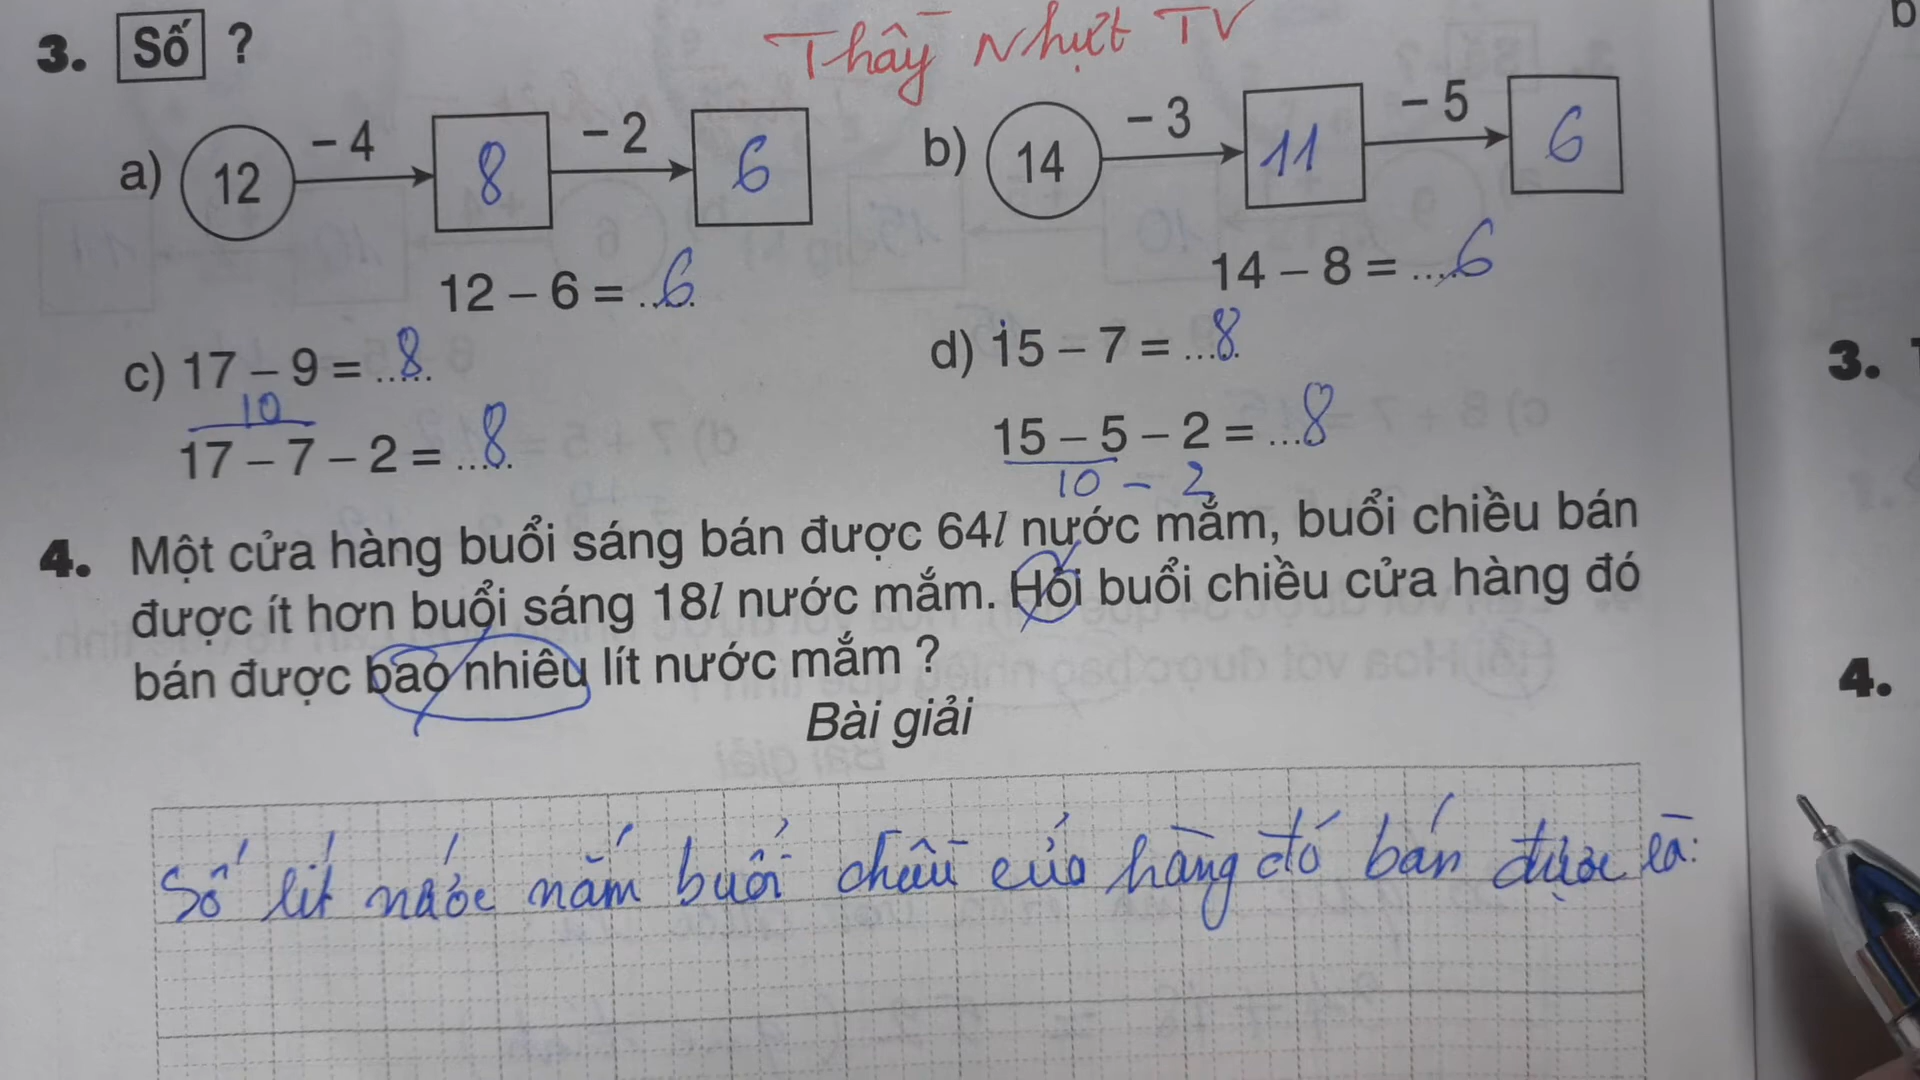 3. Số ?
Thầy Nhựt TV
a) 12 – 4 8 – 2 6
b) 14 – 3 11 – 5 6
12 – 6 = .....6
14 – 8 = ....6
c) 17 – 9 = .....8
d) 15 – 7 = ....8
10
17 – 7 – 2 = .....8
15 – 5 – 2 = ...8
10 – 2
4. Một cửa hàng buổi sáng bán được 64l nước mắm, buổi chiều bán
được ít hơn buổi sáng 18l nước mắm. Hỏi buổi chiều cửa hàng đó
bán được bao nhiêu lít nước mắm ?
Bài giải
Số lít nước mắm buổi chiều cửa hàng đó bán được là:
b
3.
4.